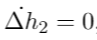 Δ̇h₂ = 0,